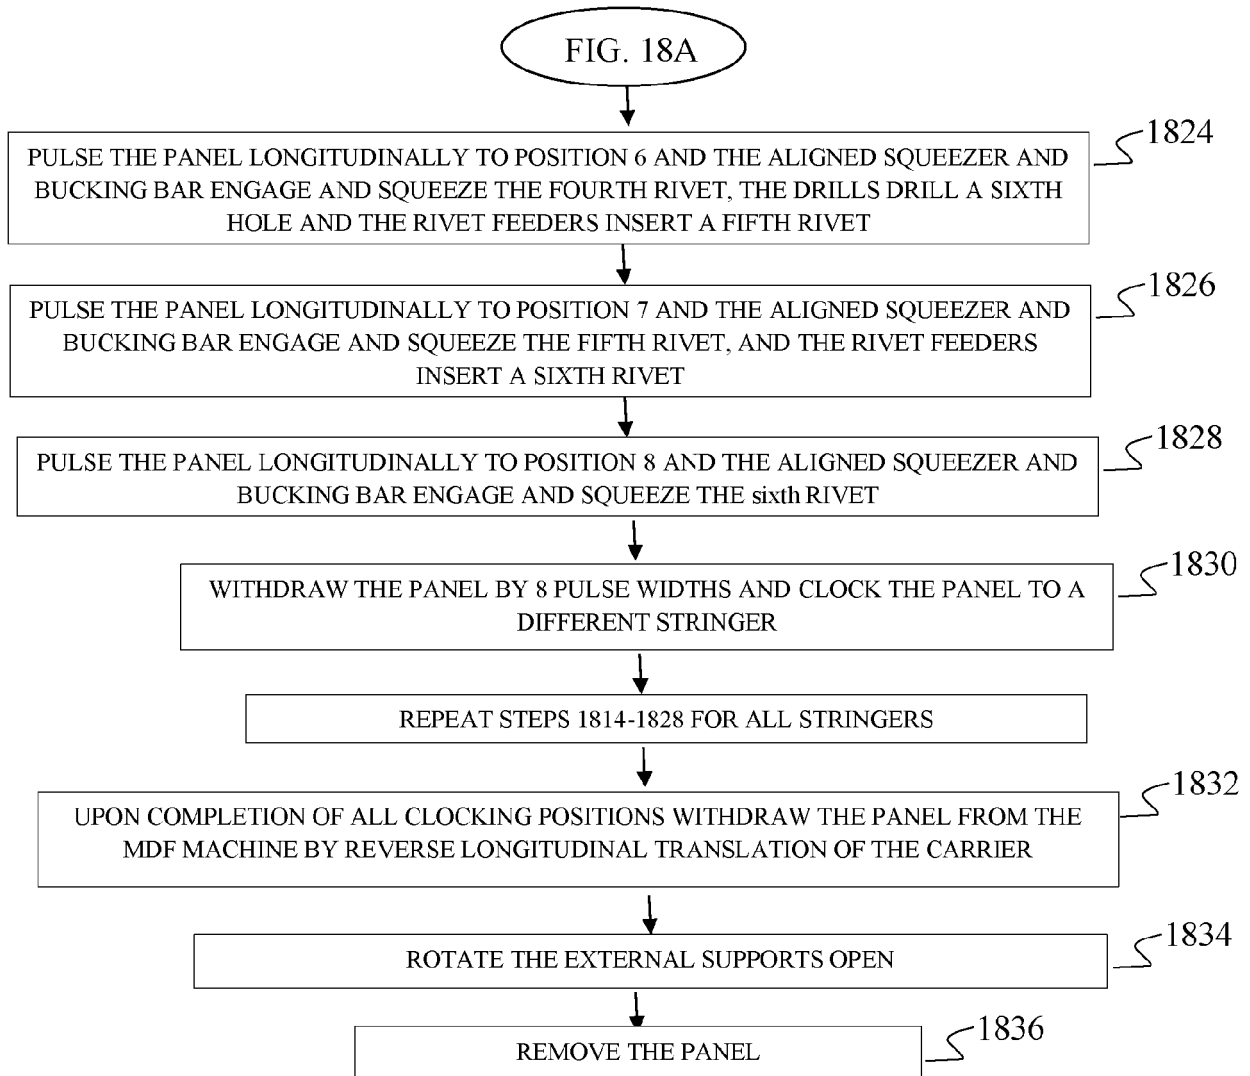 FIG. 18A
1824
PULSE THE PANEL LONGITUDINALLY TO POSITION 6 AND THE ALIGNED SQUEEZER AND
BUCKING BAR ENGAGE AND SQUEEZE THE FOURTH RIVET, THE DRILLS DRILL A SIXTH
HOLE AND THE RIVET FEEDERS INSERT A FIFTH RIVET
1826
PULSE THE PANEL LONGITUDINALLY TO POSITION 7 AND THE ALIGNED SQUEEZER AND
BUCKING BAR ENGAGE AND SQUEEZE THE FIFTH RIVET, AND THE RIVET FEEDERS
INSERT A SIXTH RIVET
1828
PULSE THE PANEL LONGITUDINALLY TO POSITION 8 AND THE ALIGNED SQUEEZER AND
BUCKING BAR ENGAGE AND SQUEEZE THE sixth RIVET
1830
WITHDRAW THE PANEL BY 8 PULSE WIDTHS AND CLOCK THE PANEL TO A
DIFFERENT STRINGER
REPEAT STEPS 1814-1828 FOR ALL STRINGERS
1832
UPON COMPLETION OF ALL CLOCKING POSITIONS WITHDRAW THE PANEL FROM THE
MDF MACHINE BY REVERSE LONGITUDINAL TRANSLATION OF THE CARRIER
1834
ROTATE THE EXTERNAL SUPPORTS OPEN
1836
REMOVE THE PANEL